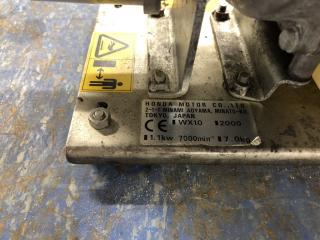 HONDA MOTOR CO.,LTD.
2-1-1 MINAMI AOYAMA, MINATO-KU
TOKYO, JAPAN
CE WX10 2000
1.1kw 7000min⁻¹ 7.0kg